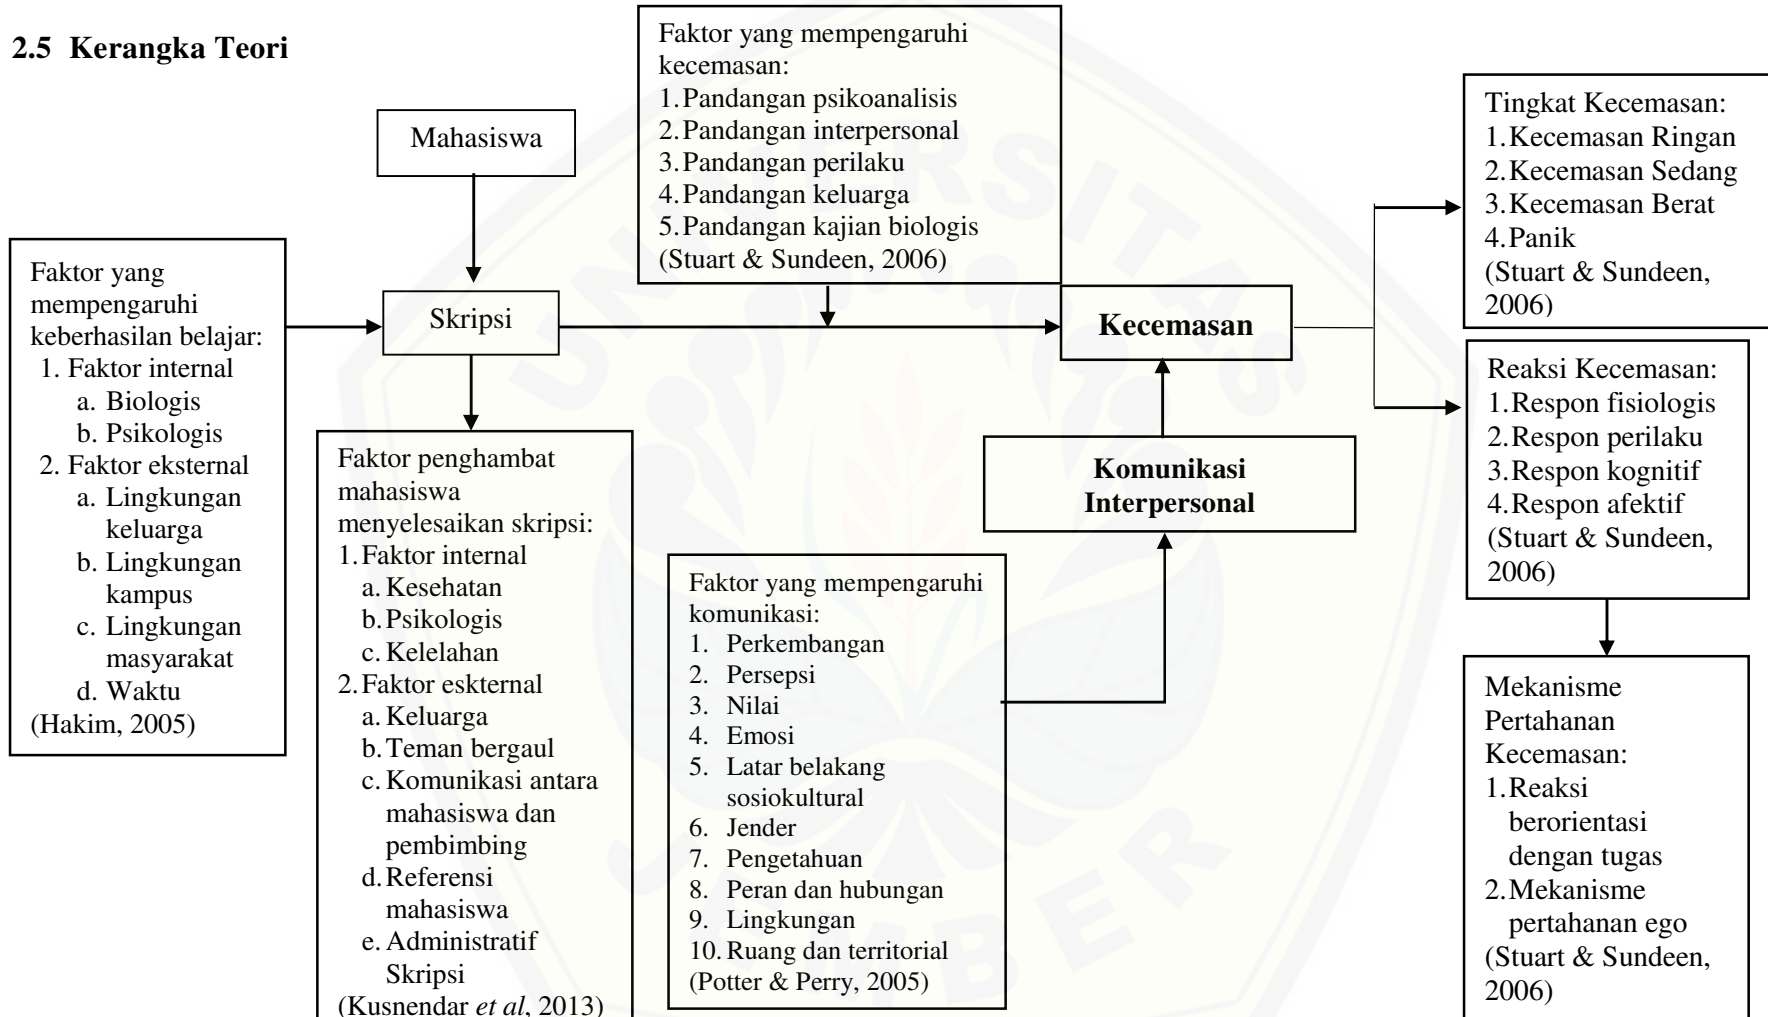 2.5 Kerangka Teori
Mahasiswa
Faktor yang
mempengaruhi
keberhasilan belajar:
1. Faktor internal
a. Biologis
b. Psikologis
2. Faktor eksternal
a. Lingkungan
keluarga
b. Lingkungan
kampus
c. Lingkungan
masyarakat
d. Waktu
(Hakim, 2005)
Skripsi
Faktor penghambat
mahasiswa
menyelesaikan skripsi:
1. Faktor internal
a. Kesehatan
b. Psikologis
c. Kelelahan
2. Faktor eskternal
a. Keluarga
b. Teman bergaul
c. Komunikasi antara
mahasiswa dan
pembimbing
d. Referensi
mahasiswa
e. Administratif
Skripsi
(Kusnendar et al, 2013)
Faktor yang mempengaruhi
kecemasan:
1. Pandangan psikoanalisis
2. Pandangan interpersonal
3. Pandangan perilaku
4. Pandangan keluarga
5. Pandangan kajian biologis
(Stuart & Sundeen, 2006)
Kecemasan
Komunikasi
Interpersonal
Faktor yang mempengaruhi
komunikasi:
1. Perkembangan
2. Persepsi
3. Nilai
4. Emosi
5. Latar belakang
sosiokultural
6. Jender
7. Pengetahuan
8. Peran dan hubungan
9. Lingkungan
10. Ruang dan territorial
(Potter & Perry, 2005)
Tingkat Kecemasan:
1. Kecemasan Ringan
2. Kecemasan Sedang
3. Kecemasan Berat
4. Panik
(Stuart & Sundeen,
2006)
Reaksi Kecemasan:
1. Respon fisiologis
2. Respon perilaku
3. Respon kognitif
4. Respon afektif
(Stuart & Sundeen,
2006)
Mekanisme
Pertahanan
Kecemasan:
1. Reaksi
berorientasi
dengan tugas
2. Mekanisme
pertahanan ego
(Stuart & Sundeen,
2006)
UNIVERSITAS
JEMBER